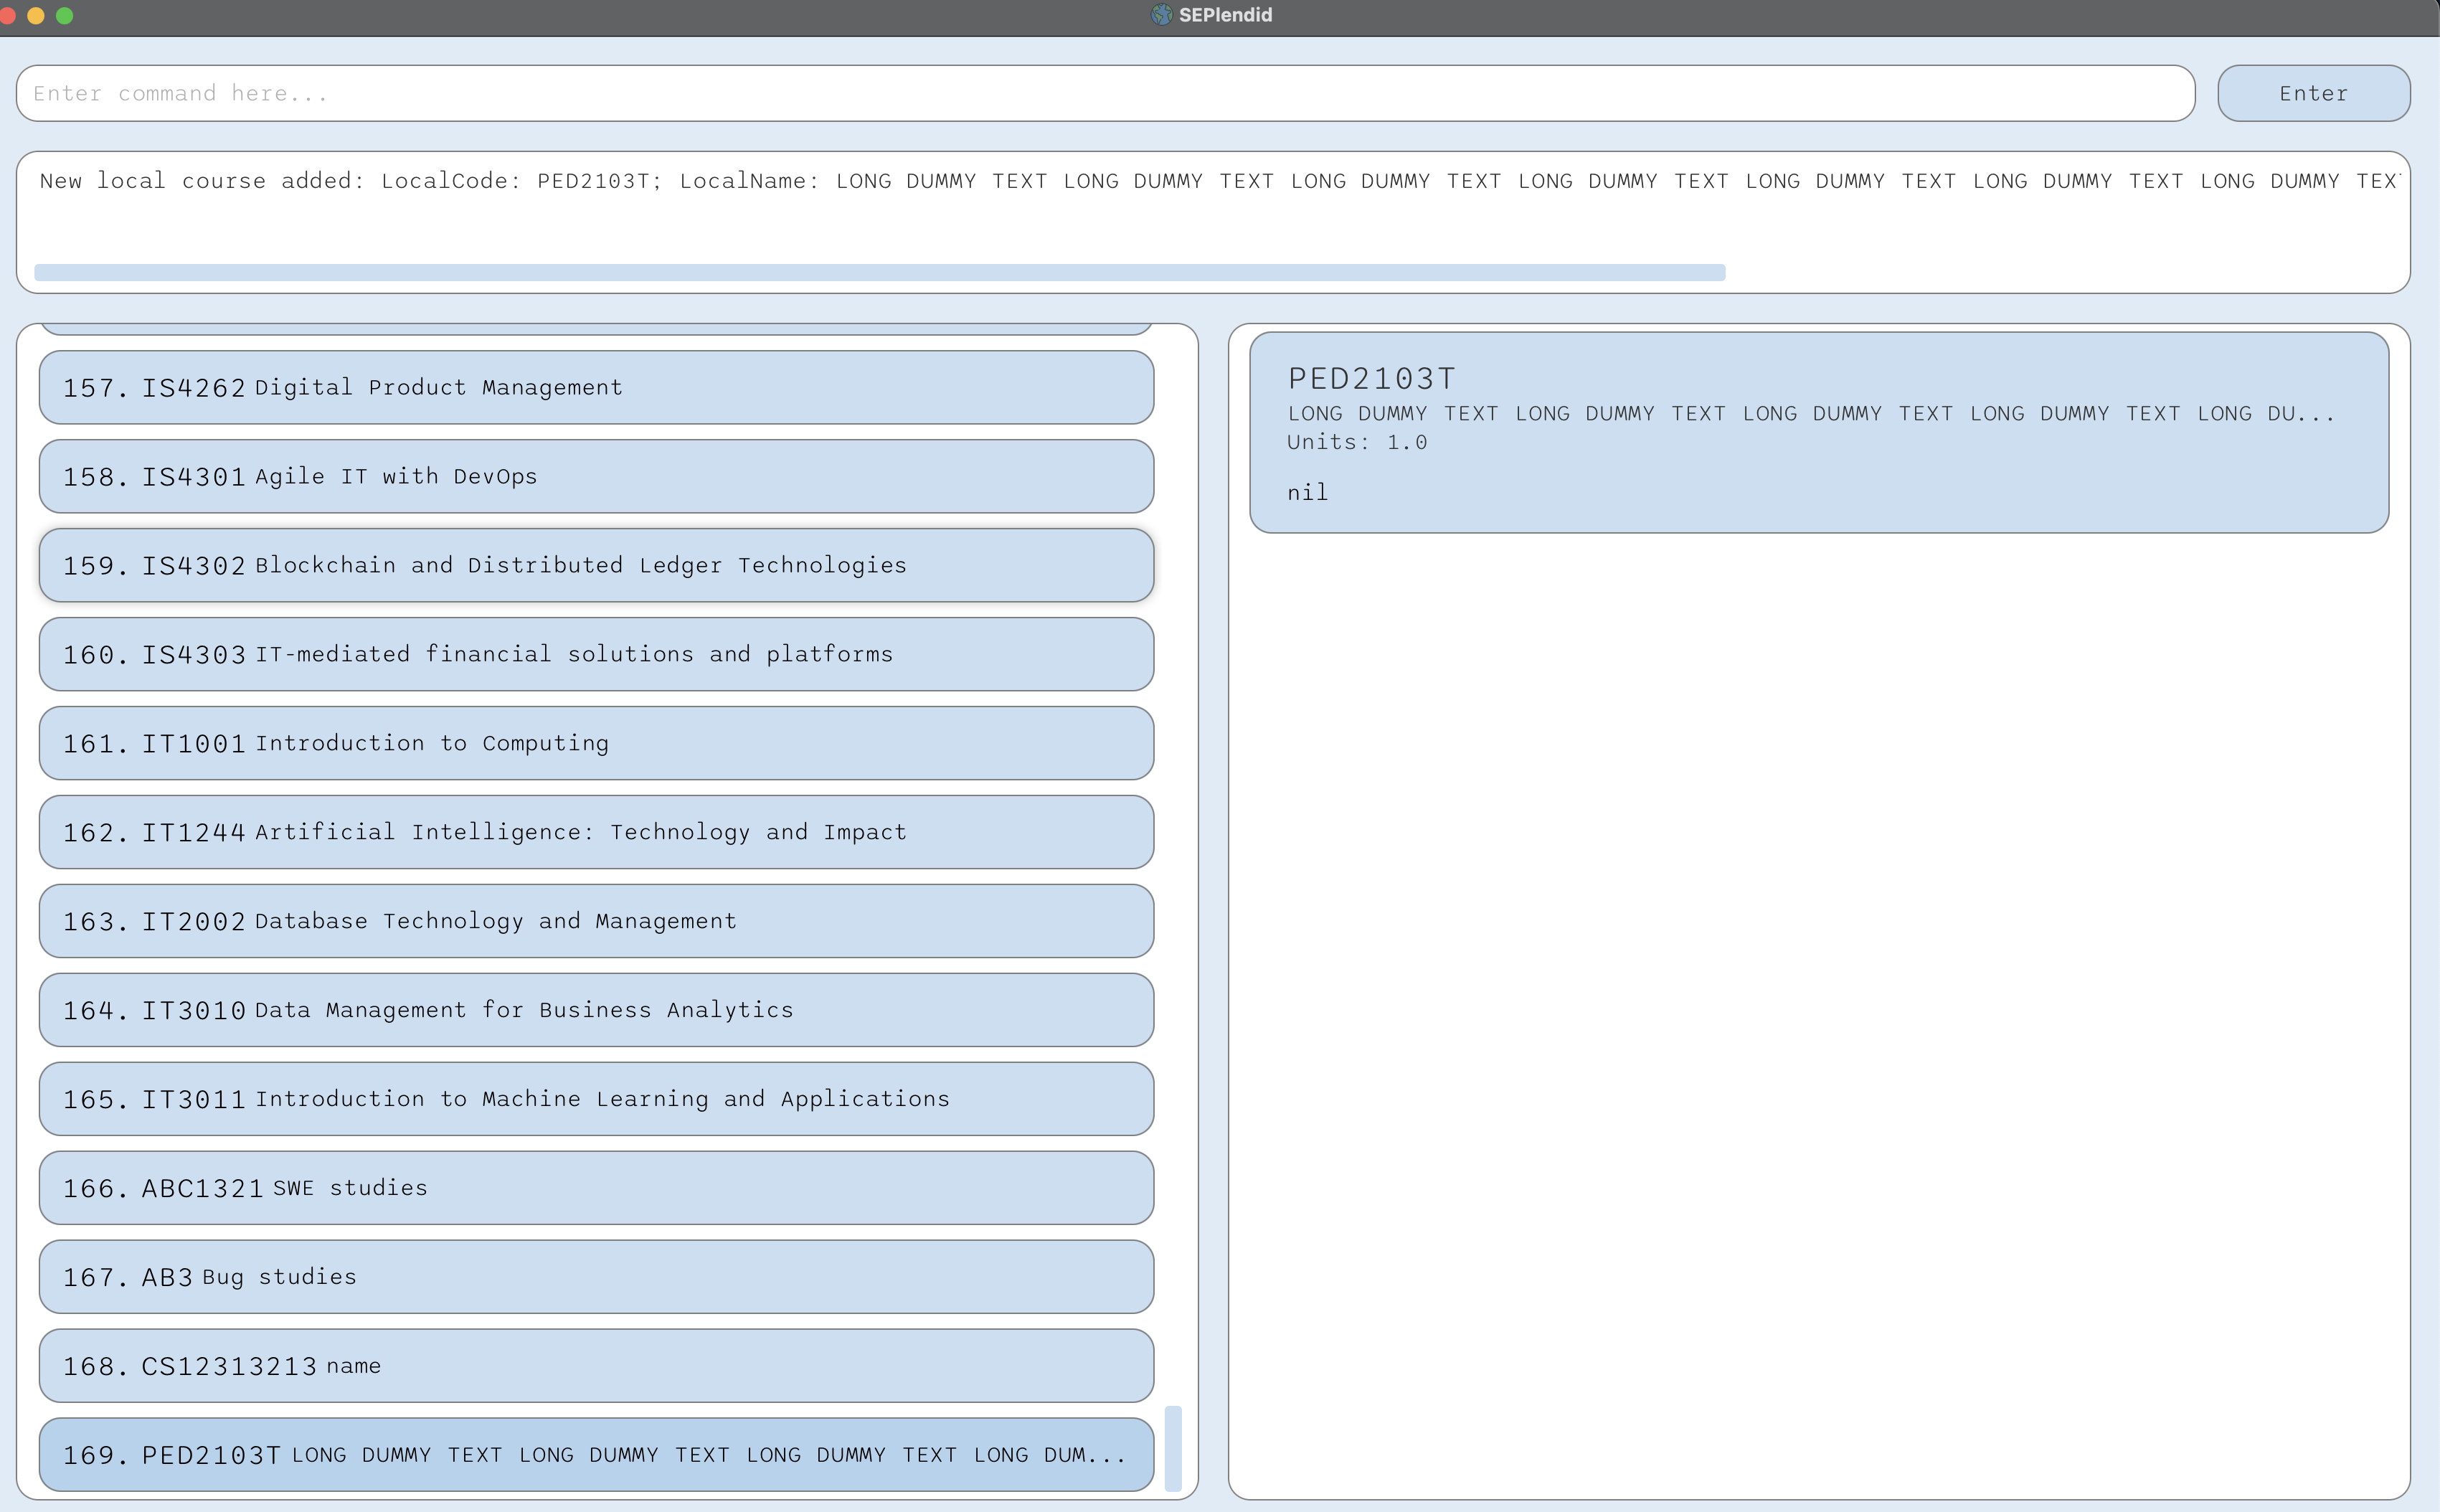 SEPlendid
Enter command here...
Enter
New local course added: LocalCode: PED2103T; LocalName: LONG DUMMY TEXT LONG DUMMY TEXT LONG DUMMY TEXT LONG DUMMY TEXT LONG DUMMY TEXT LONG DUMMY TEXT LONG DUMMY TEX
157. IS4262 Digital Product Management
158. IS4301 Agile IT with DevOps
159. IS4302 Blockchain and Distributed Ledger Technologies
160. IS4303 IT-mediated financial solutions and platforms
161. IT1001 Introduction to Computing
162. IT1244 Artificial Intelligence: Technology and Impact
163. IT2002 Database Technology and Management
164. IT3010 Data Management for Business Analytics
165. IT3011 Introduction to Machine Learning and Applications
166. ABC1321 SWE studies
167. AB3 Bug studies
168. CS12313213 name
169. PED2103T LONG DUMMY TEXT LONG DUMMY TEXT LONG DUMMY TEXT LONG DUM...
PED2103T
LONG DUMMY TEXT LONG DUMMY TEXT LONG DUMMY TEXT LONG DUMMY TEXT LONG DU...
Units: 1.0
nil